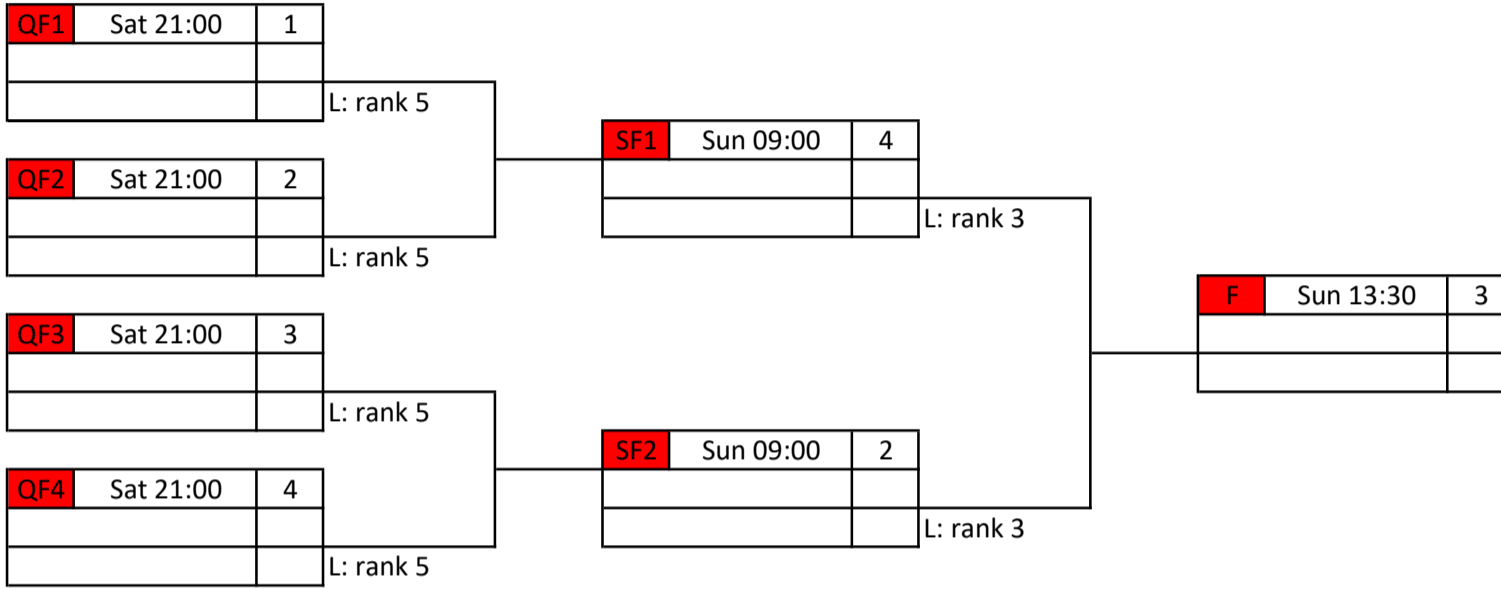 QF1 Sat 21:00 1
L: rank 5
QF2 Sat 21:00 2
L: rank 5
QF3 Sat 21:00 3
L: rank 5
QF4 Sat 21:00 4
L: rank 5
SF1 Sun 09:00 4
L: rank 3
SF2 Sun 09:00 2
L: rank 3
F Sun 13:30 3